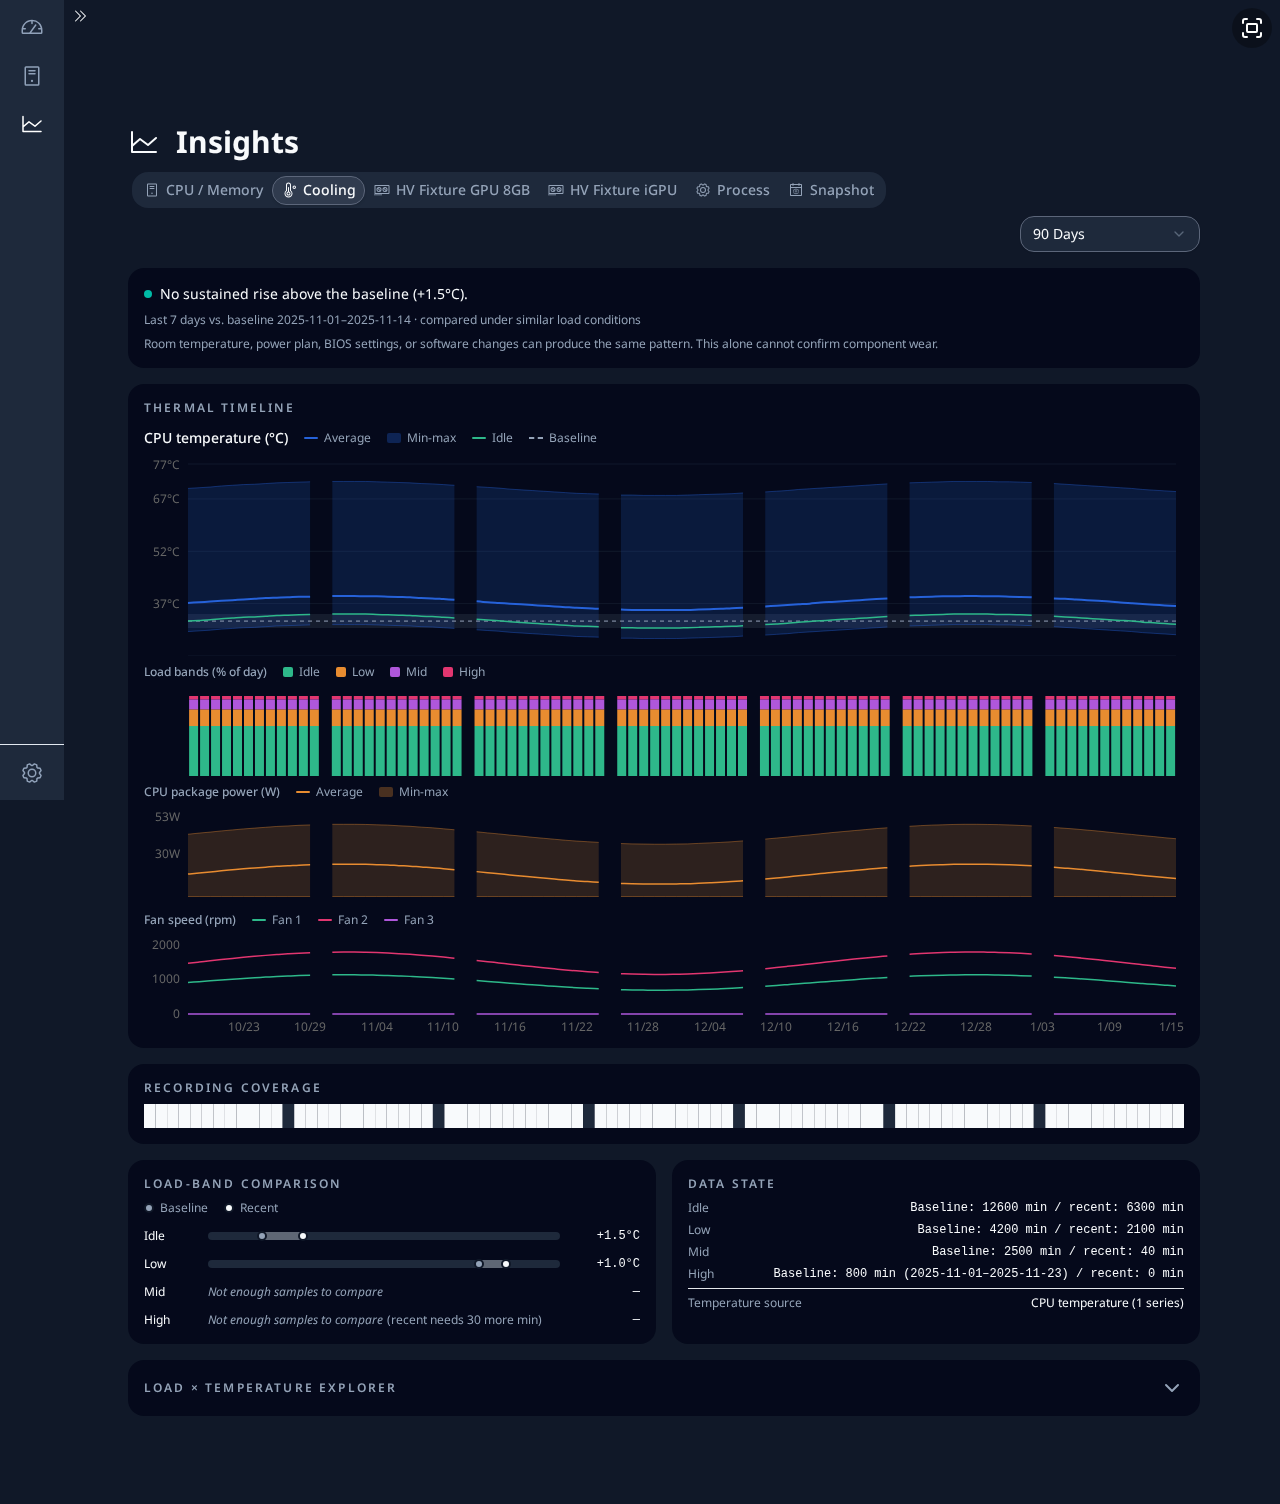 Insights
CPU / Memory Cooling HV Fixture GPU 8GB HV Fixture iGPU Process Snapshot
90 Days
No sustained rise above the baseline (+1.5°C).
Last 7 days vs. baseline 2025-11-01–2025-11-14 · compared under similar load conditions
Room temperature, power plan, BIOS settings, or software changes can produce the same pattern. This alone cannot confirm component wear.
THERMAL TIMELINE
CPU temperature (°C) Average Min-max Idle Baseline
77°C
67°C
52°C
37°C
Load bands (% of day) Idle Low Mid High
CPU package power (W) Average Min-max
53W
30W
Fan speed (rpm) Fan 1 Fan 2 Fan 3
2000
1000
0
10/23 10/29 11/04 11/10 11/16 11/22 11/28 12/04 12/10 12/16 12/22 12/28 1/03 1/09 1/15
RECORDING COVERAGE
LOAD-BAND COMPARISON
Baseline Recent
Idle +1.5°C
Low +1.0°C
Mid Not enough samples to compare —
High Not enough samples to compare (recent needs 30 more min) —
DATA STATE
Idle Baseline: 12600 min / recent: 6300 min
Low Baseline: 4200 min / recent: 2100 min
Mid Baseline: 2500 min / recent: 40 min
High Baseline: 800 min (2025-11-01–2025-11-23) / recent: 0 min
Temperature source CPU temperature (1 series)
LOAD × TEMPERATURE EXPLORER